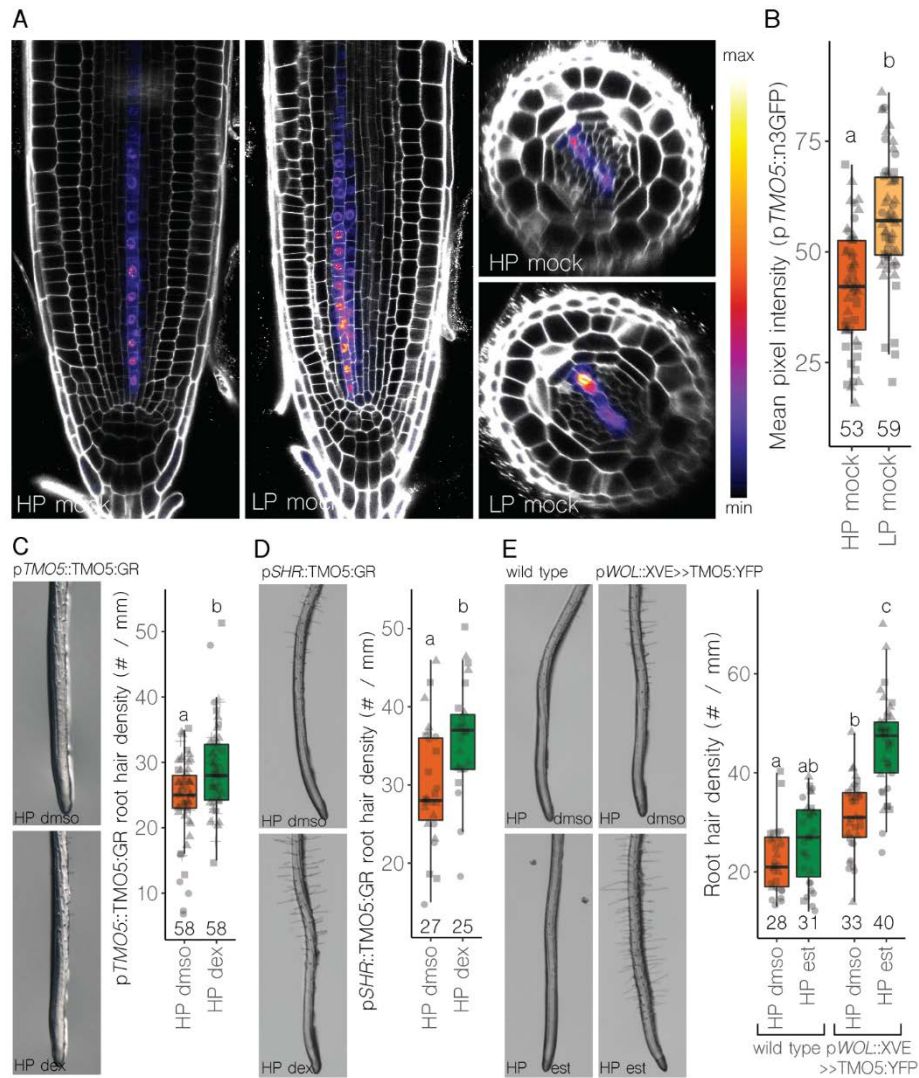 A
HP mock
LP mock
HP mock
LP mock
max
min
B
Mean pixel intensity (pTMO5::n3GFP)
75
50
25
a
b
53
59
HP mock
LP mock
C
pTMO5::TMO5:GR
HP dmso
HP dex
pTMO5::TMO5:GR root hair density (# / mm)
50
40
30
20
10
a
b
58
58
HP dmso
HP dex
D
pSHR::TMO5:GR
HP dmso
HP dex
pSHR::TMO5:GR root hair density (# / mm)
50
40
30
20
a
b
27
25
HP dmso
HP dex
E
wild type
pWOL::XVE>>TMO5:YFP
HP dmso
HP dmso
HP est
HP est
Root hair density (# / mm)
60
40
20
a
ab
b
c
28
31
33
40
HP dmso
HP est
HP dmso
HP est
wild type
pWOL::XVE
>>TMO5:YFP